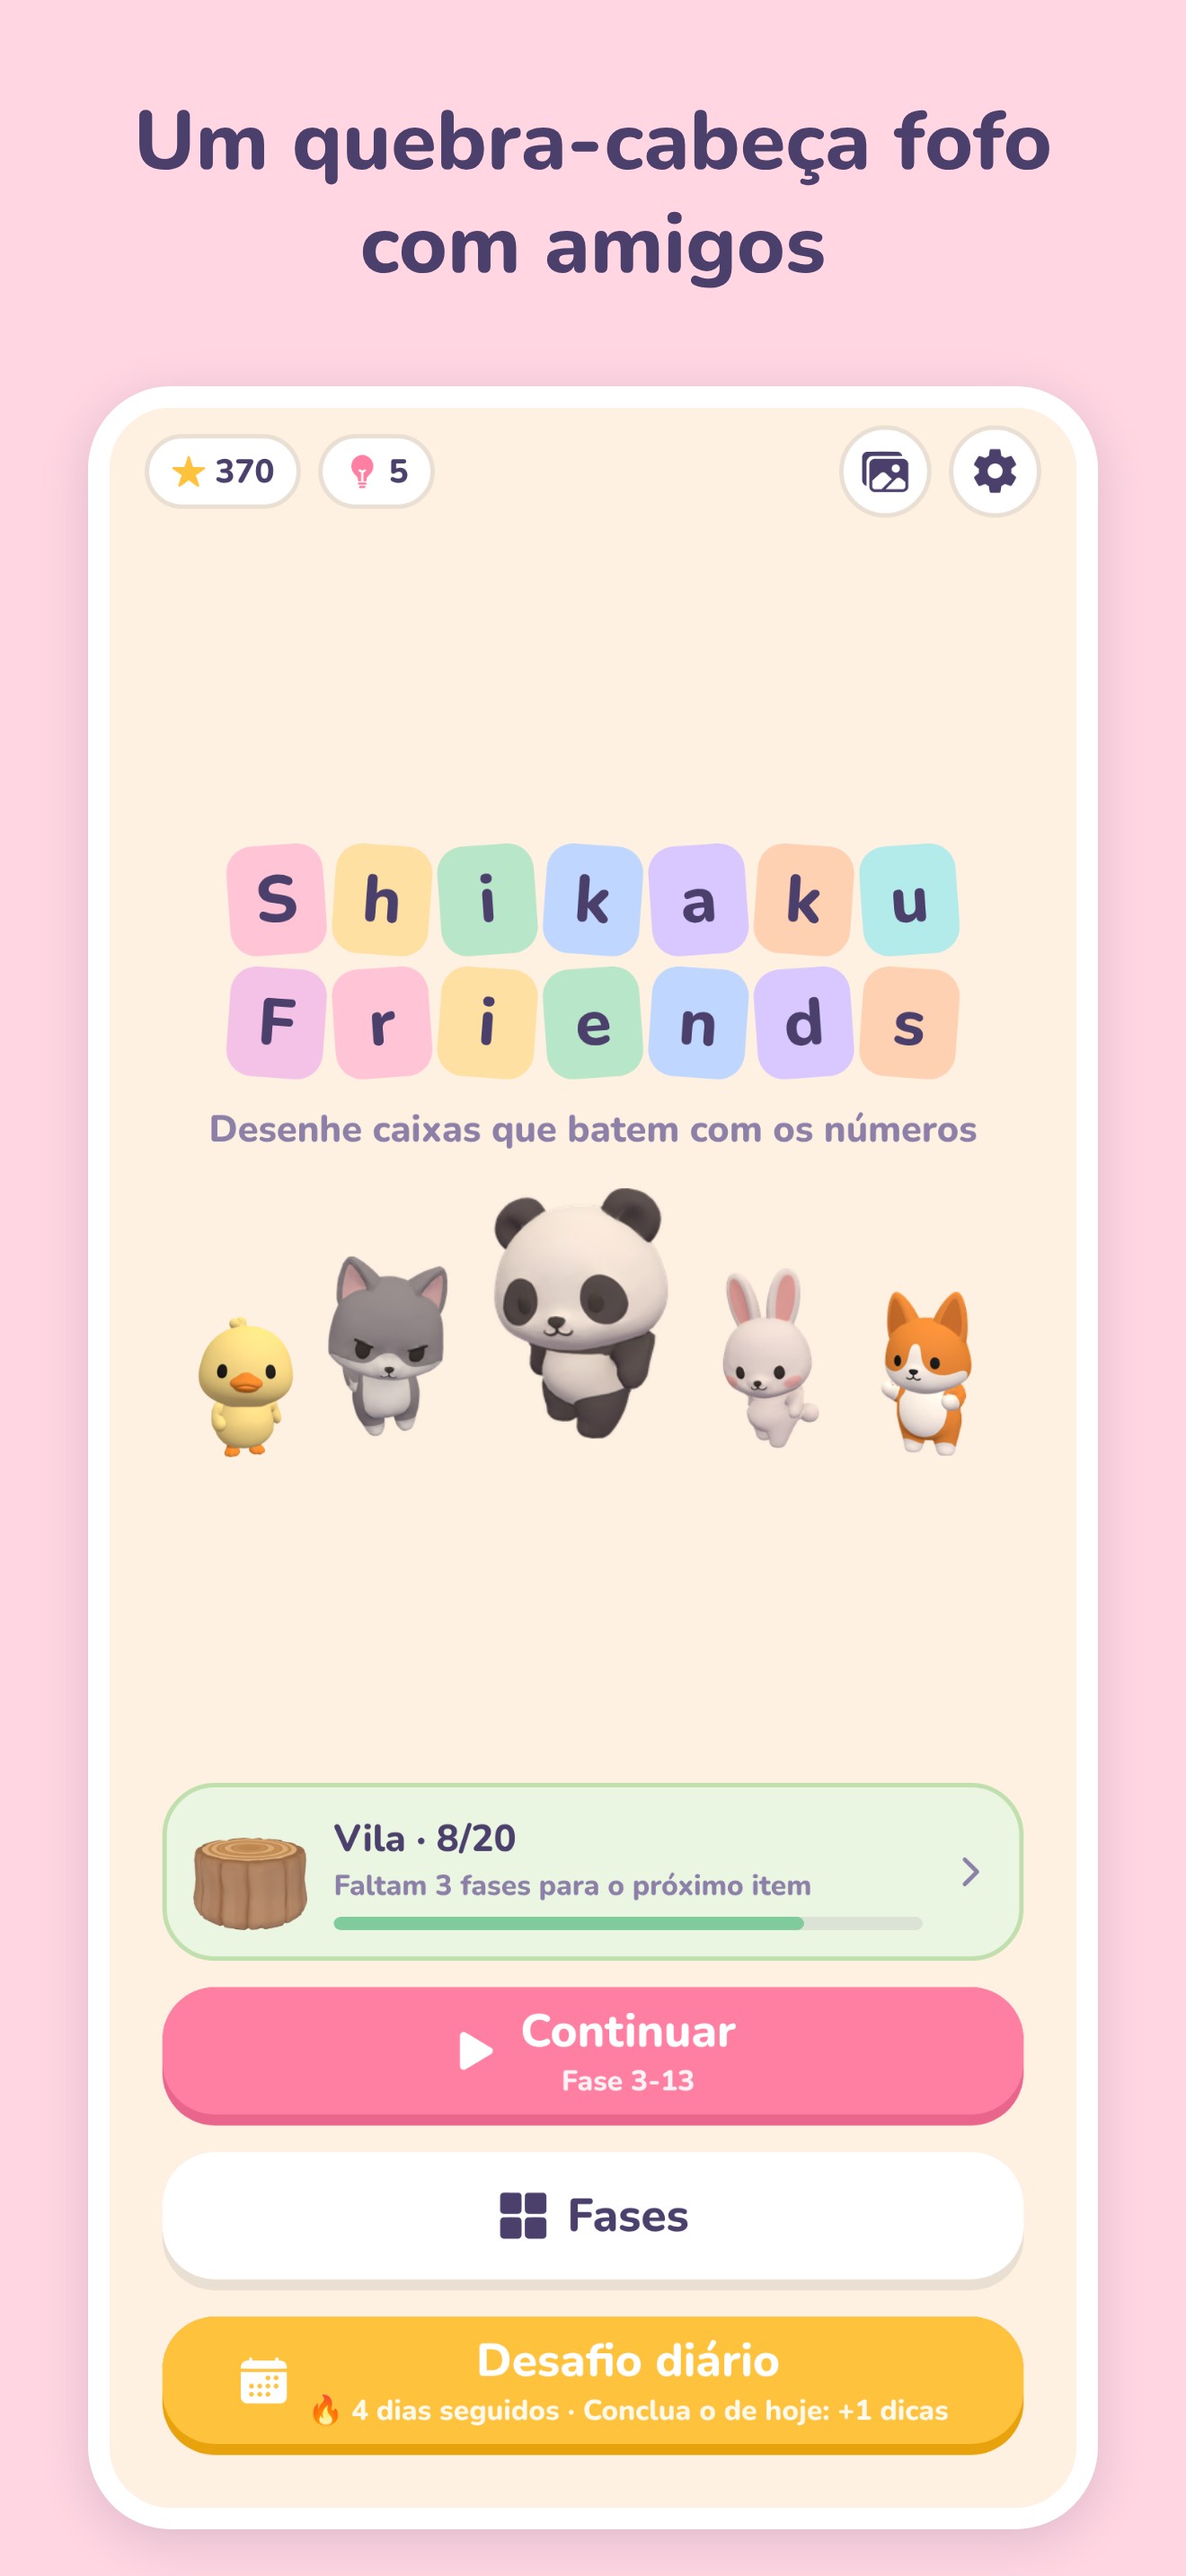 Um quebra-cabeça fofo
com amigos
370
5
Shikaku
Friends
Desenhe caixas que batem com os números
Vila · 8/20
Faltam 3 fases para o próximo item
Continuar
Fase 3-13
Fases
Desafio diário
🔥 4 dias seguidos · Conclua o de hoje: +1 dicas